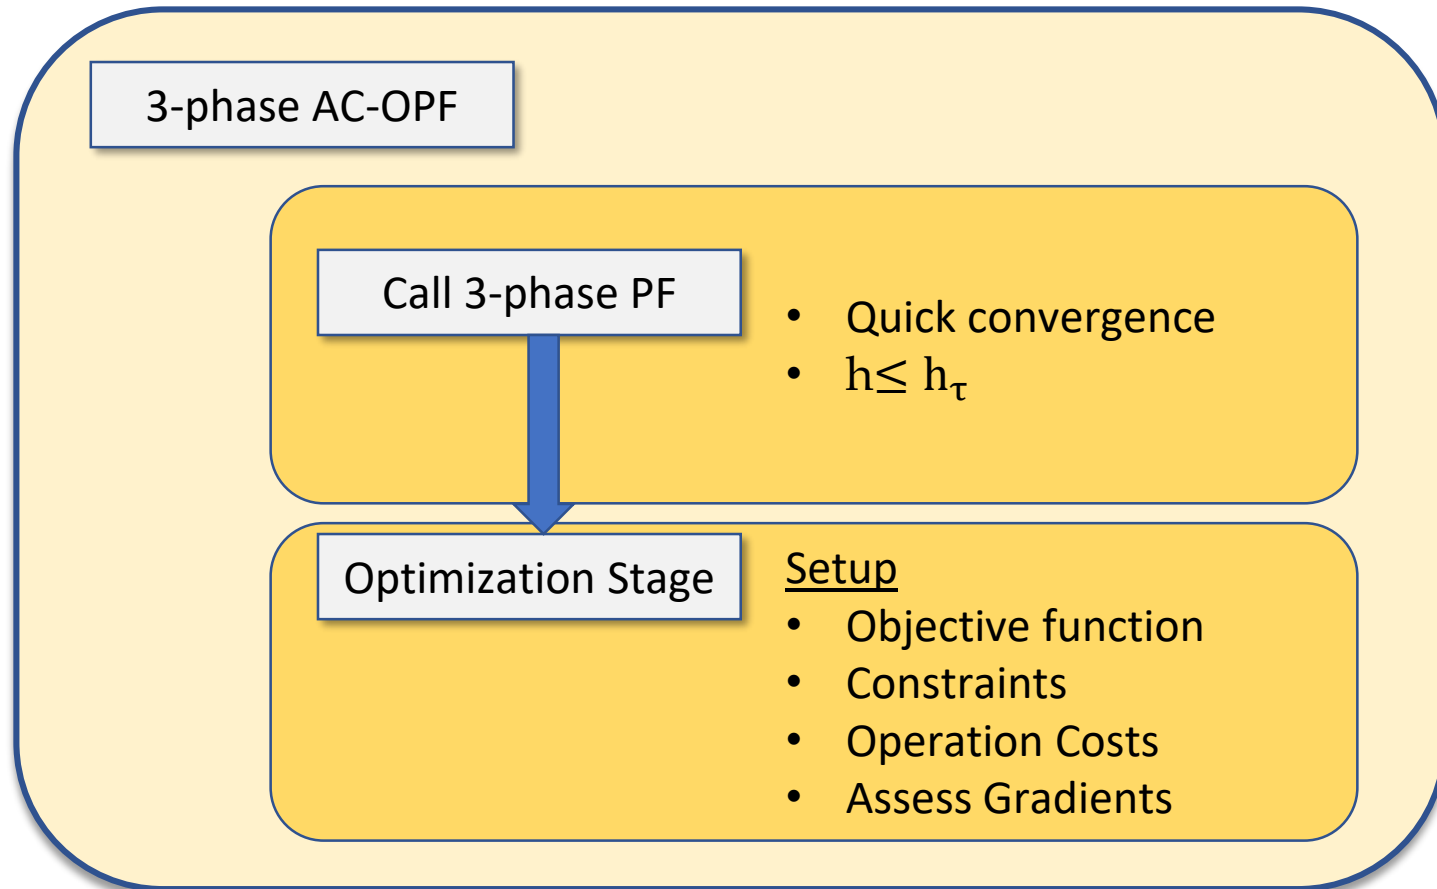 3-phase AC-OPF
Call 3-phase PF
• Quick convergence
• h≤ h_τ
Optimization Stage
Setup
• Objective function
• Constraints
• Operation Costs
• Assess Gradients